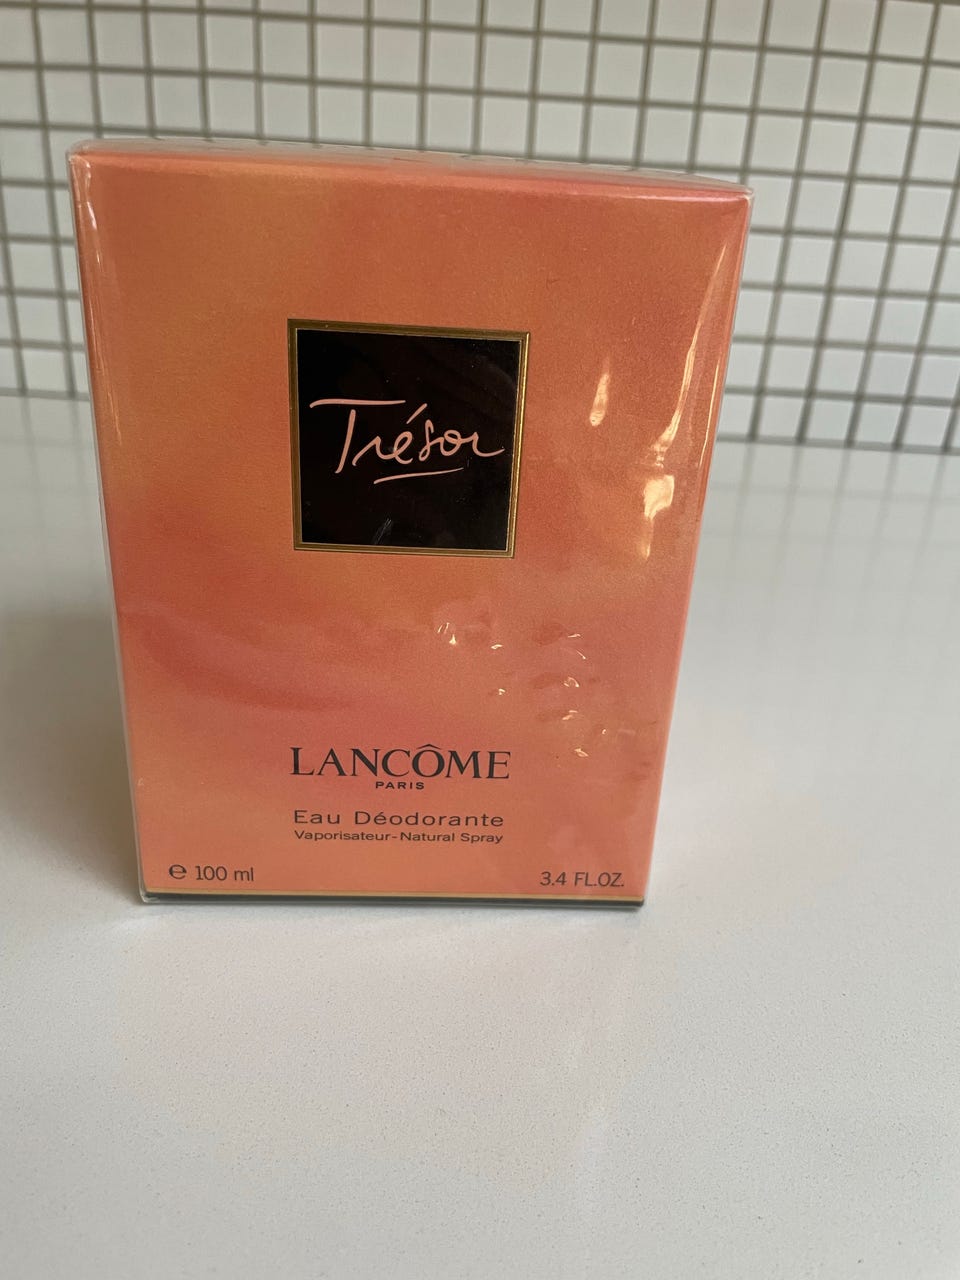 Trésor
LANCÔME
PARIS
Eau Déodorante
Vaporisateur-Natural Spray
℮ 100 ml
3.4 FL.OZ.